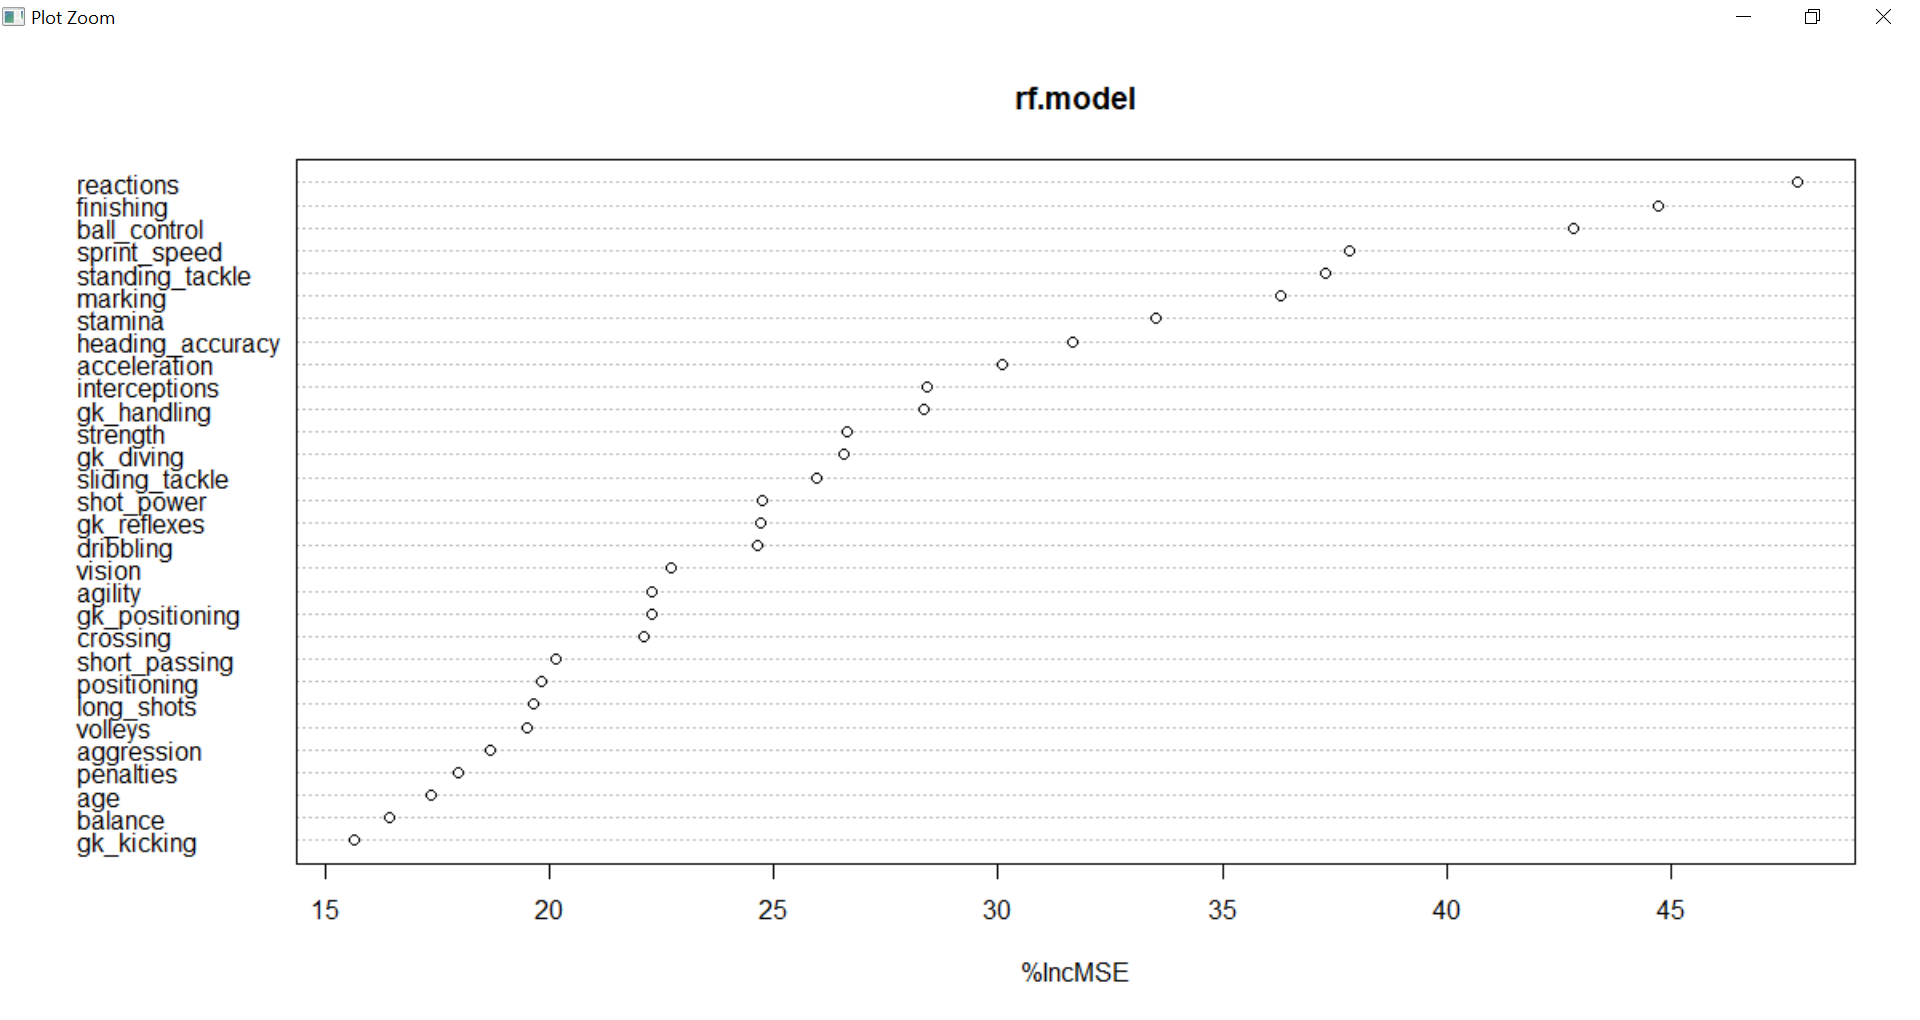 Plot Zoom
rf.model
reactions
finishing
ball_control
sprint_speed
standing_tackle
marking
stamina
heading_accuracy
acceleration
interceptions
gk_handling
strength
gk_diving
sliding_tackle
shot_power
gk_reflexes
dribbling
vision
agility
gk_positioning
crossing
short_passing
positioning
long_shots
volleys
aggression
penalties
age
balance
gk_kicking
15 20 25 30 35 40 45
%IncMSE